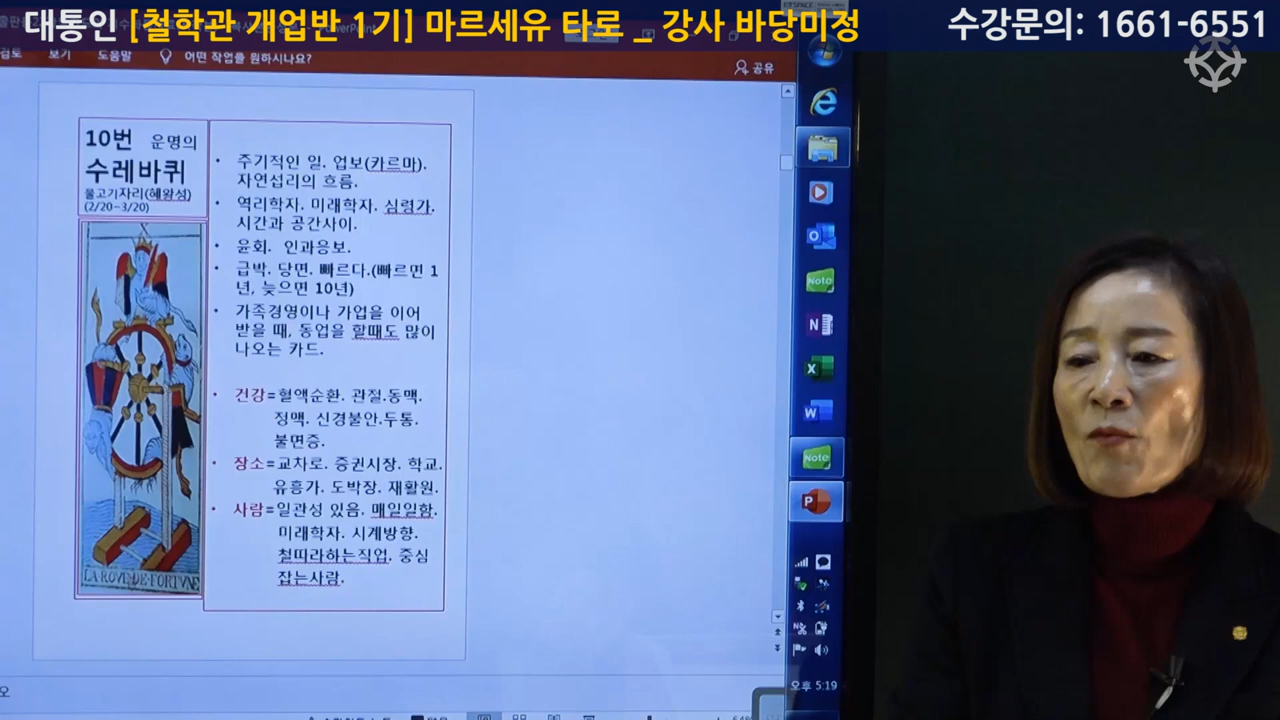 대통인 [철학관 개업반 1기] 마르세유 타로 _ 강사 바당미정
수강문의: 1661-6551
검토 보기 도움말 어떤 작업을 원하시나요?
공유
10번 운명의
수레바퀴
물고기자리(혜왕성)
(2/20~3/20)
• 주기적인 일. 업보(카르마).
자연섭리의 흐름.
• 역리학자. 미래학자. 심령가.
시간과 공간사이.
• 윤회. 인과응보.
• 급박. 당면. 빠르다.(빠르면 1
년, 늦으면 10년)
• 가족경영이나 가업을 이어
받을 때, 동업을 할때도 많이
나오는 카드.
• 건강=혈액순환. 관절.동맥.
정맥. 신경불안.두통.
불면증.
• 장소=교차로. 증권시장. 학교.
유흥가. 도박장. 재활원.
• 사람=일관성 있음. 매일일함.
미래학자. 시계방향.
철띠라하는직업. 중심
잡는사람.
X
LA·ROVE·DE·FORTVNE
Note
Note
오후 5:19